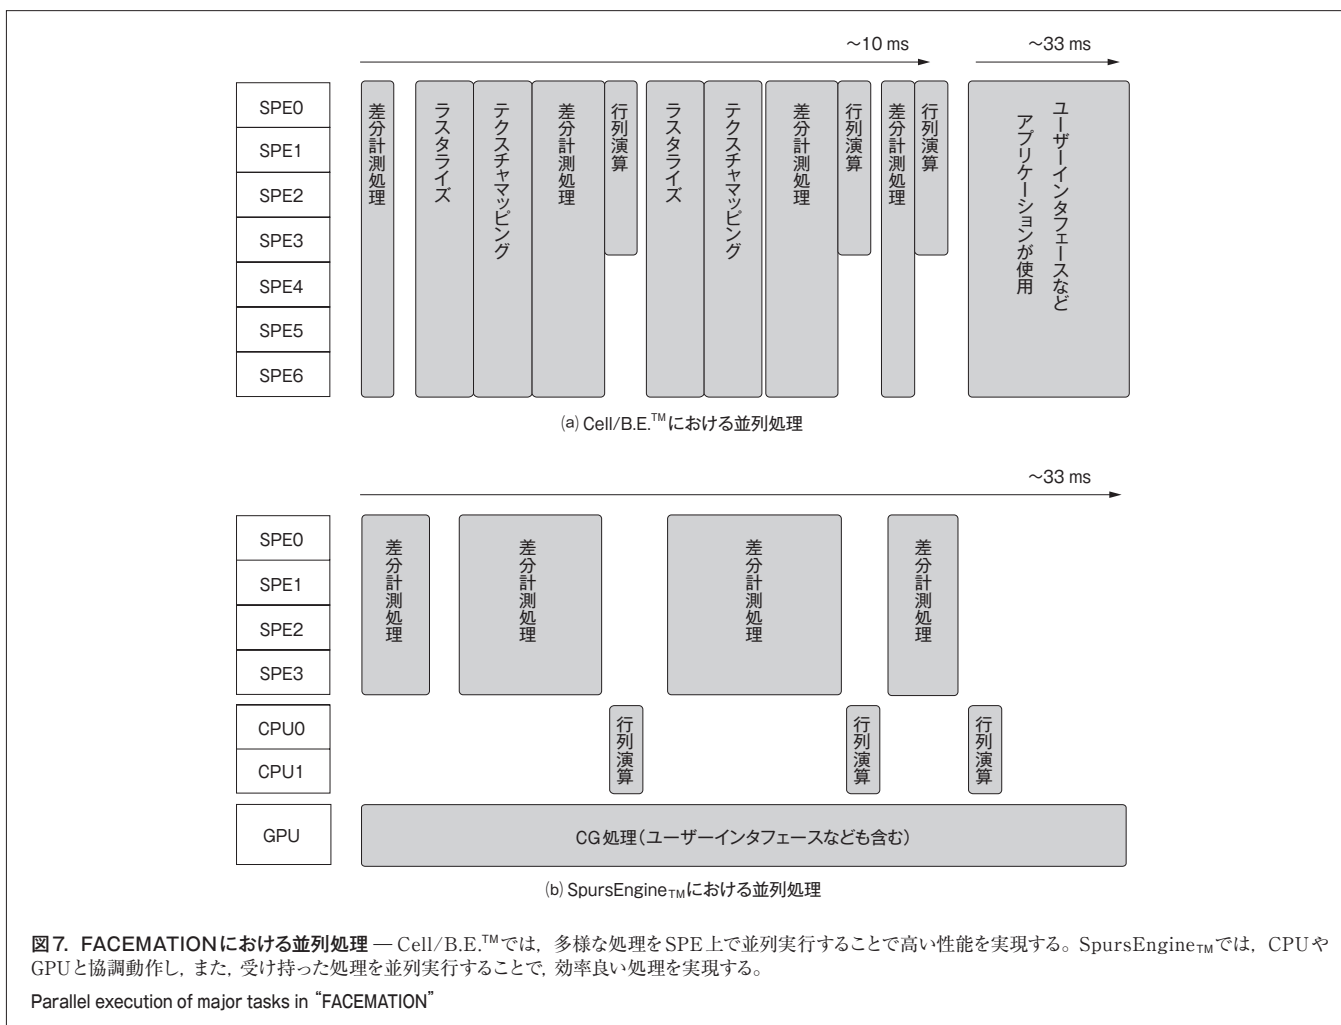 ~10 ms
~33 ms
SPE0
SPE1
SPE2
SPE3
SPE4
SPE5
SPE6
差分計測処理
ラスタライズ
テクスチャマッピング
差分計測処理
行列演算
ラスタライズ
テクスチャマッピング
差分計測処理
行列演算
差分計測処理
行列演算
ユーザーインタフェースなど
アプリケーションが使用
(a) Cell/B.E.™における並列処理
~33 ms
SPE0
SPE1
SPE2
SPE3
CPU0
CPU1
GPU
差分計測処理
差分計測処理
差分計測処理
差分計測処理
行列演算
行列演算
行列演算
CG処理(ユーザーインタフェースなども含む)
(b) SpursEngineTMにおける並列処理
図7. FACEMATIONにおける並列処理 — Cell/B.E.™では,多様な処理をSPE上で並列実行することで高い性能を実現する。SpursEngineTMでは,CPUや
GPUと協調動作し,また,受け持った処理を並列実行することで,効率良い処理を実現する。
Parallel execution of major tasks in “FACEMATION”